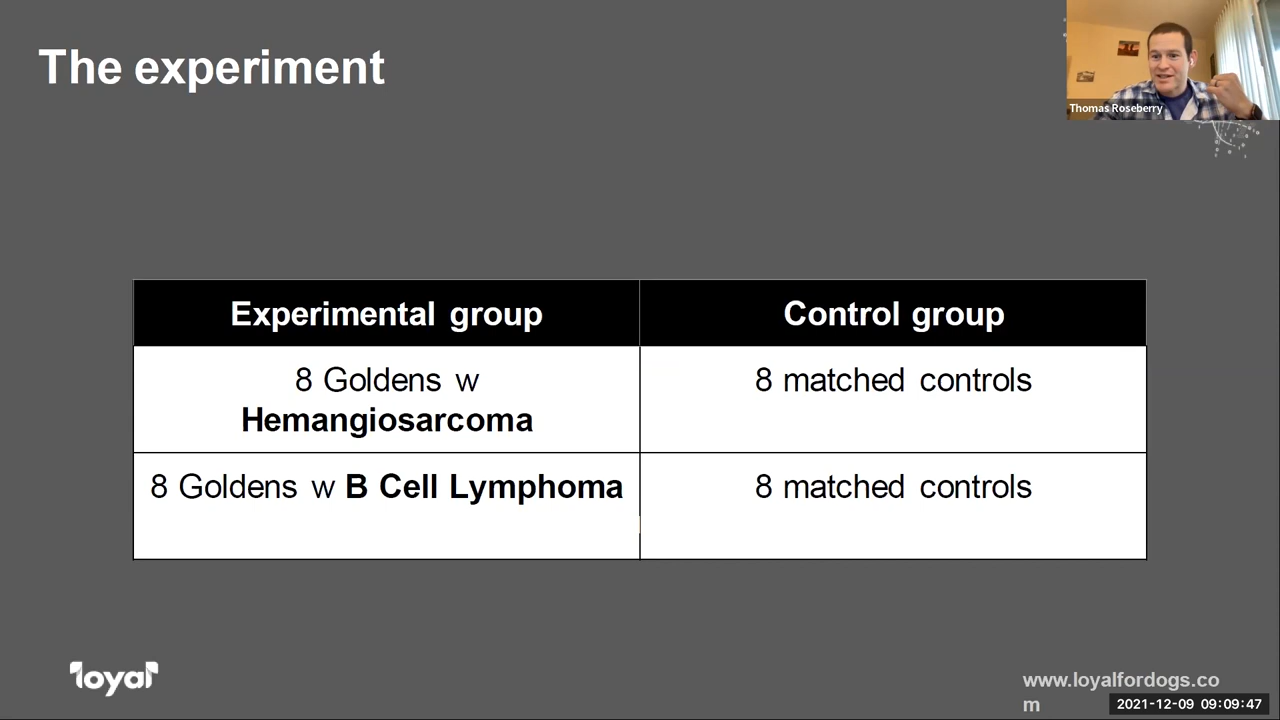 The experiment
Thomas Roseberry
Experimental group
Control group
8 Goldens w
Hemangiosarcoma
8 matched controls
8 Goldens w B Cell Lymphoma
8 matched controls
loyal
www.loyalfordogs.co
m
2021-12-09 09:09:47